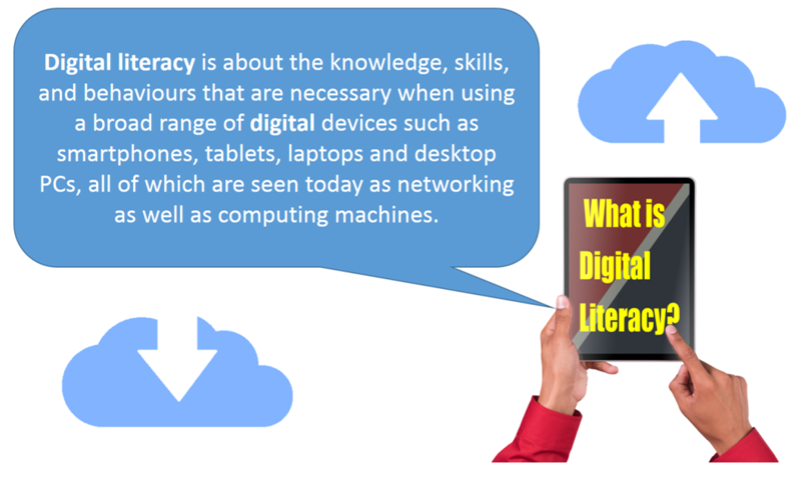 Digital literacy is about the knowledge, skills,
and behaviours that are necessary when using
a broad range of digital devices such as
smartphones, tablets, laptops and desktop
PCs, all of which are seen today as networking
as well as computing machines.
What is
Digital
Literacy?